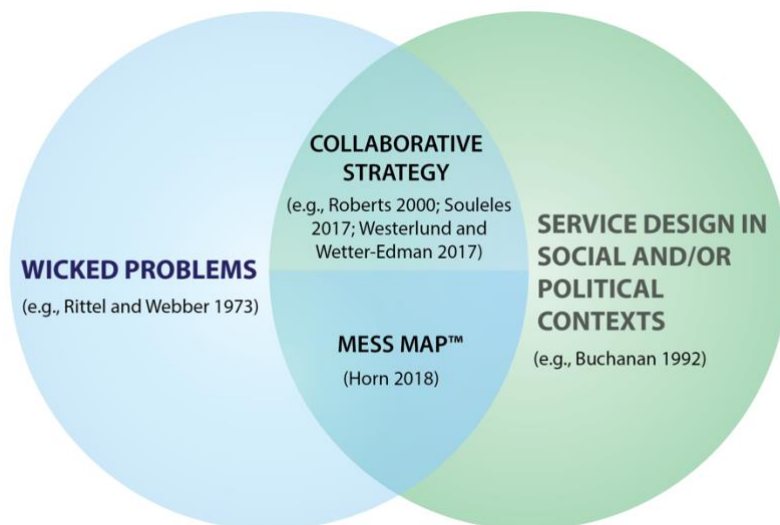 WICKED PROBLEMS
(e.g., Rittel and Webber 1973)
COLLABORATIVE
STRATEGY
(e.g., Roberts 2000; Souleles
2017; Westerlund and
Wetter-Edman 2017)
MESS MAP™
(Horn 2018)
SERVICE DESIGN IN
SOCIAL AND/OR
POLITICAL
CONTEXTS
(e.g., Buchanan 1992)